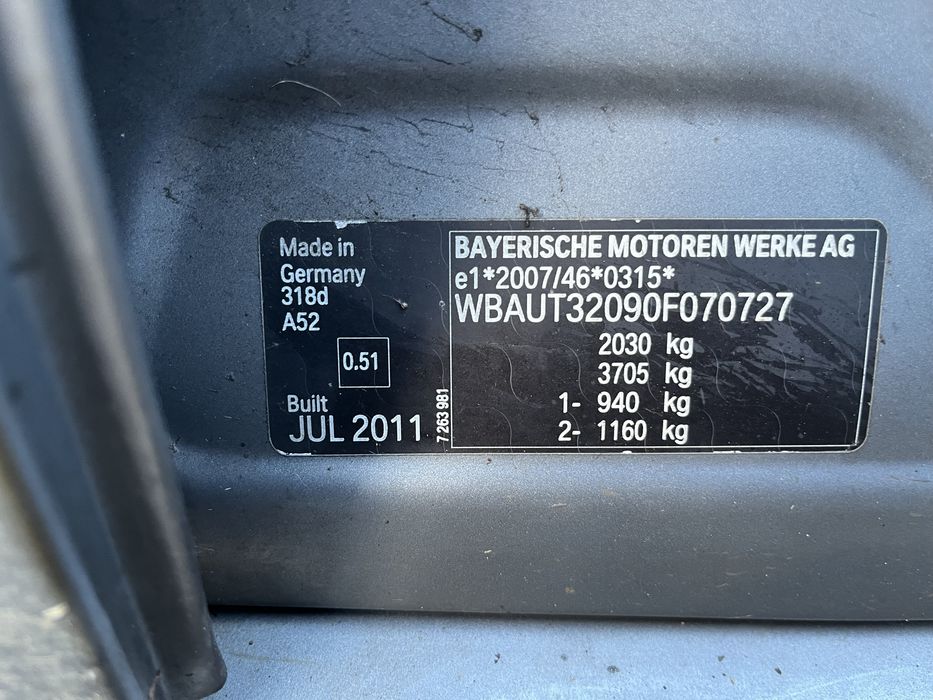 Made in
Germany
318d
A52
0.51
Built
JUL 2011
7 263 981
BAYERISCHE MOTOREN WERKE AG
e1*2007/46*0315*
WBAUT32090F070727
2030 kg
3705 kg
1- 940 kg
2- 1160 kg